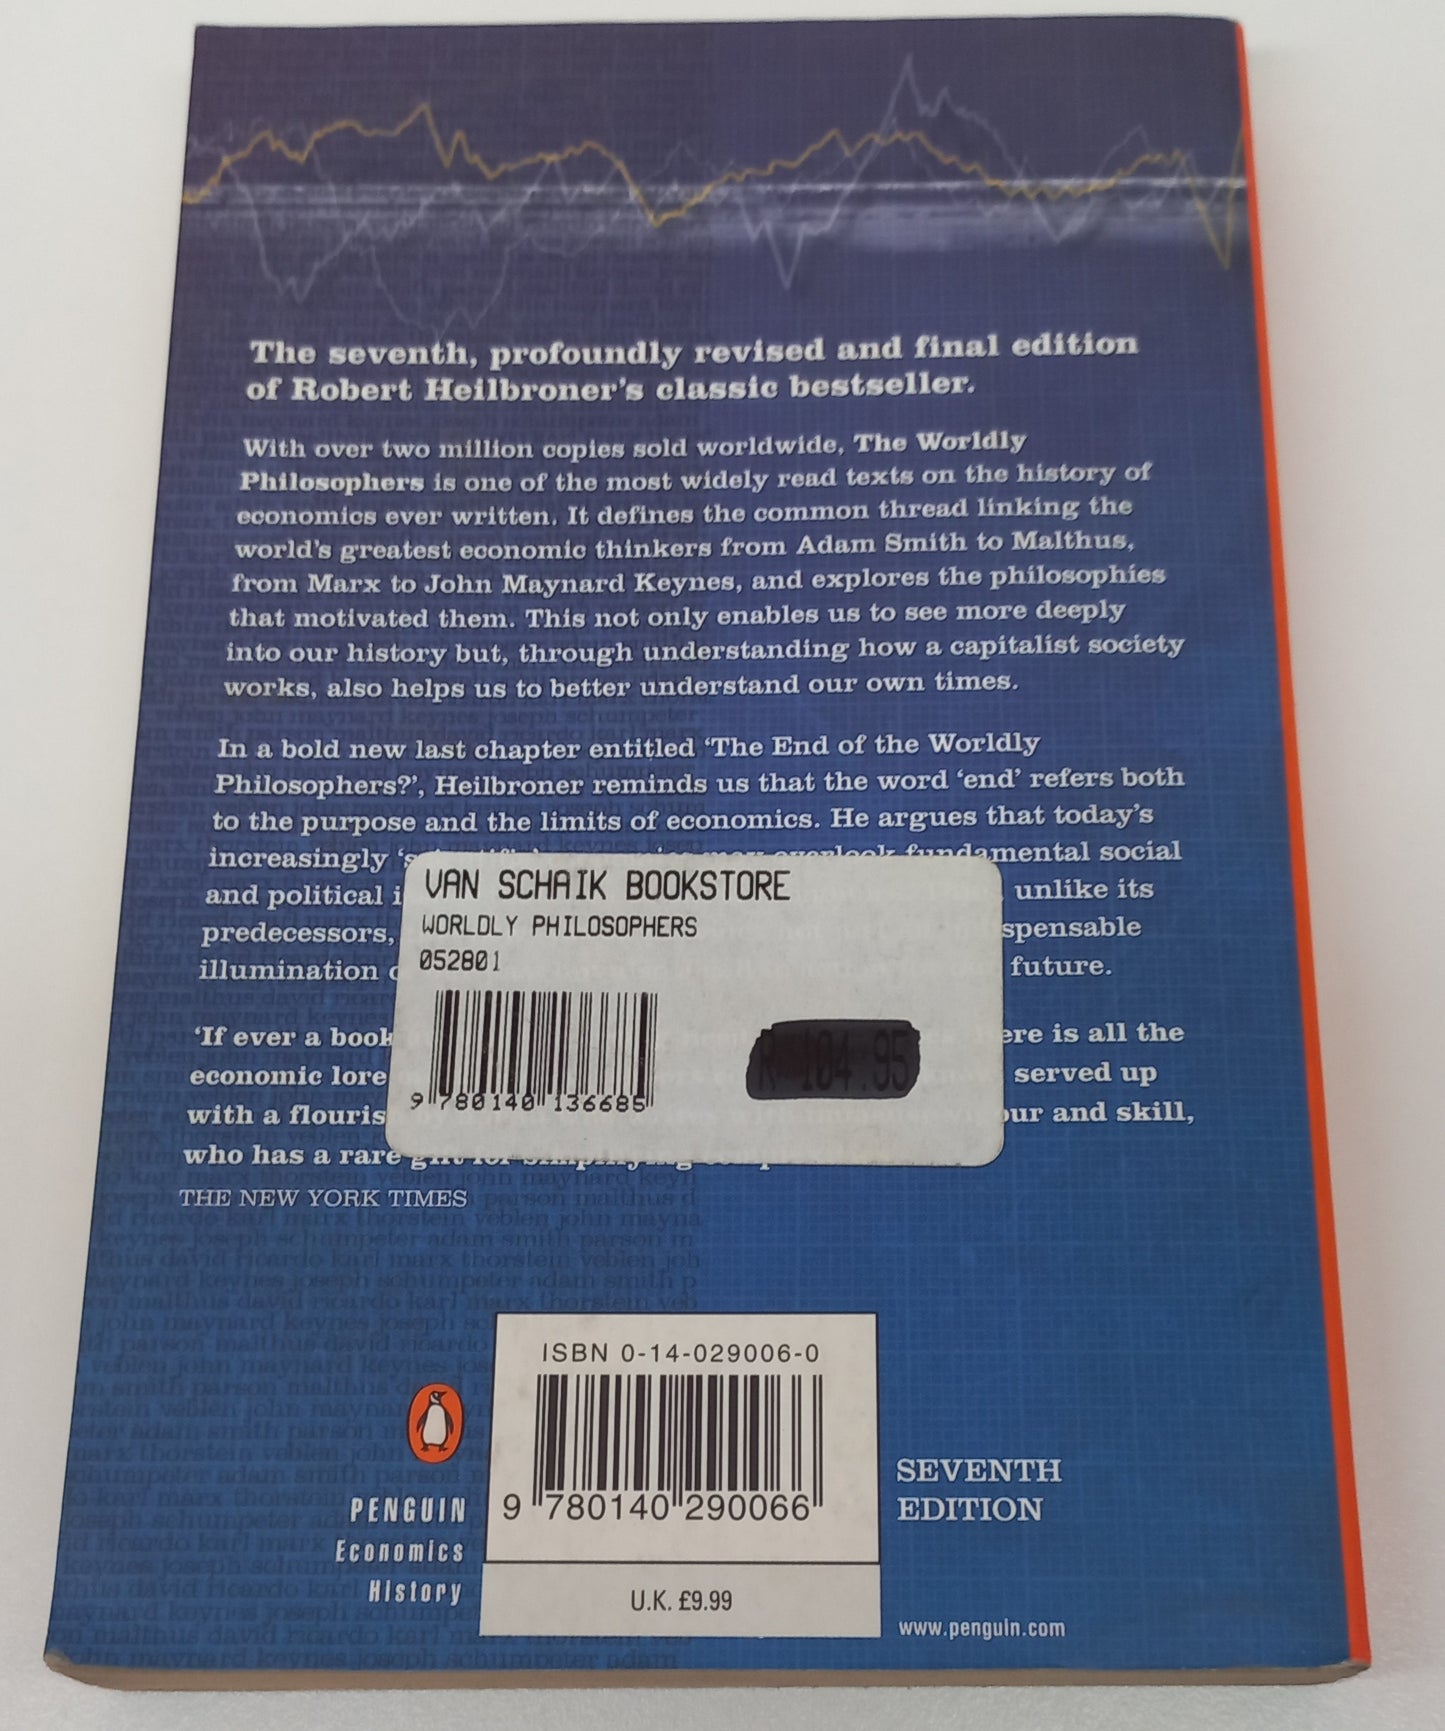 The seventh, profoundly revised and final edition
of Robert Heilbroner's classic bestseller.
With over two million copies sold worldwide, The Worldly
Philosophers is one of the most widely read texts on the history of
economics ever written. It defines the common thread linking the
world's greatest economic thinkers from Adam Smith to Malthus,
from Marx to John Maynard Keynes, and explores the philosophies
that motivated them. This not only enables us to see more deeply
into our history but, through understanding how a capitalist society
works, also helps us to better understand our own times.
In a bold new last chapter entitled ‘The End of the Worldly
Philosophers?’, Heilbroner reminds us that the word ‘end’ refers both
to the purpose and the limits of economics. He argues that today's
increasingly overlook fundamental social
and political unlike its
predecessors,
illumination future.
‘If ever a book is all the
economic lore served up
with a and skill,
who has a rare gift for simplifying
THE NEW YORK TIMES
VAN SCHAIK BOOKSTORE
WORLDLY PHILOSOPHERS
052801
9 780140 136685
R 104.95
ISBN 0-14-029006-0
9 780140 290066
U.K. £9.99
PENGUIN
Economics
History
SEVENTH
EDITION
www.penguin.com